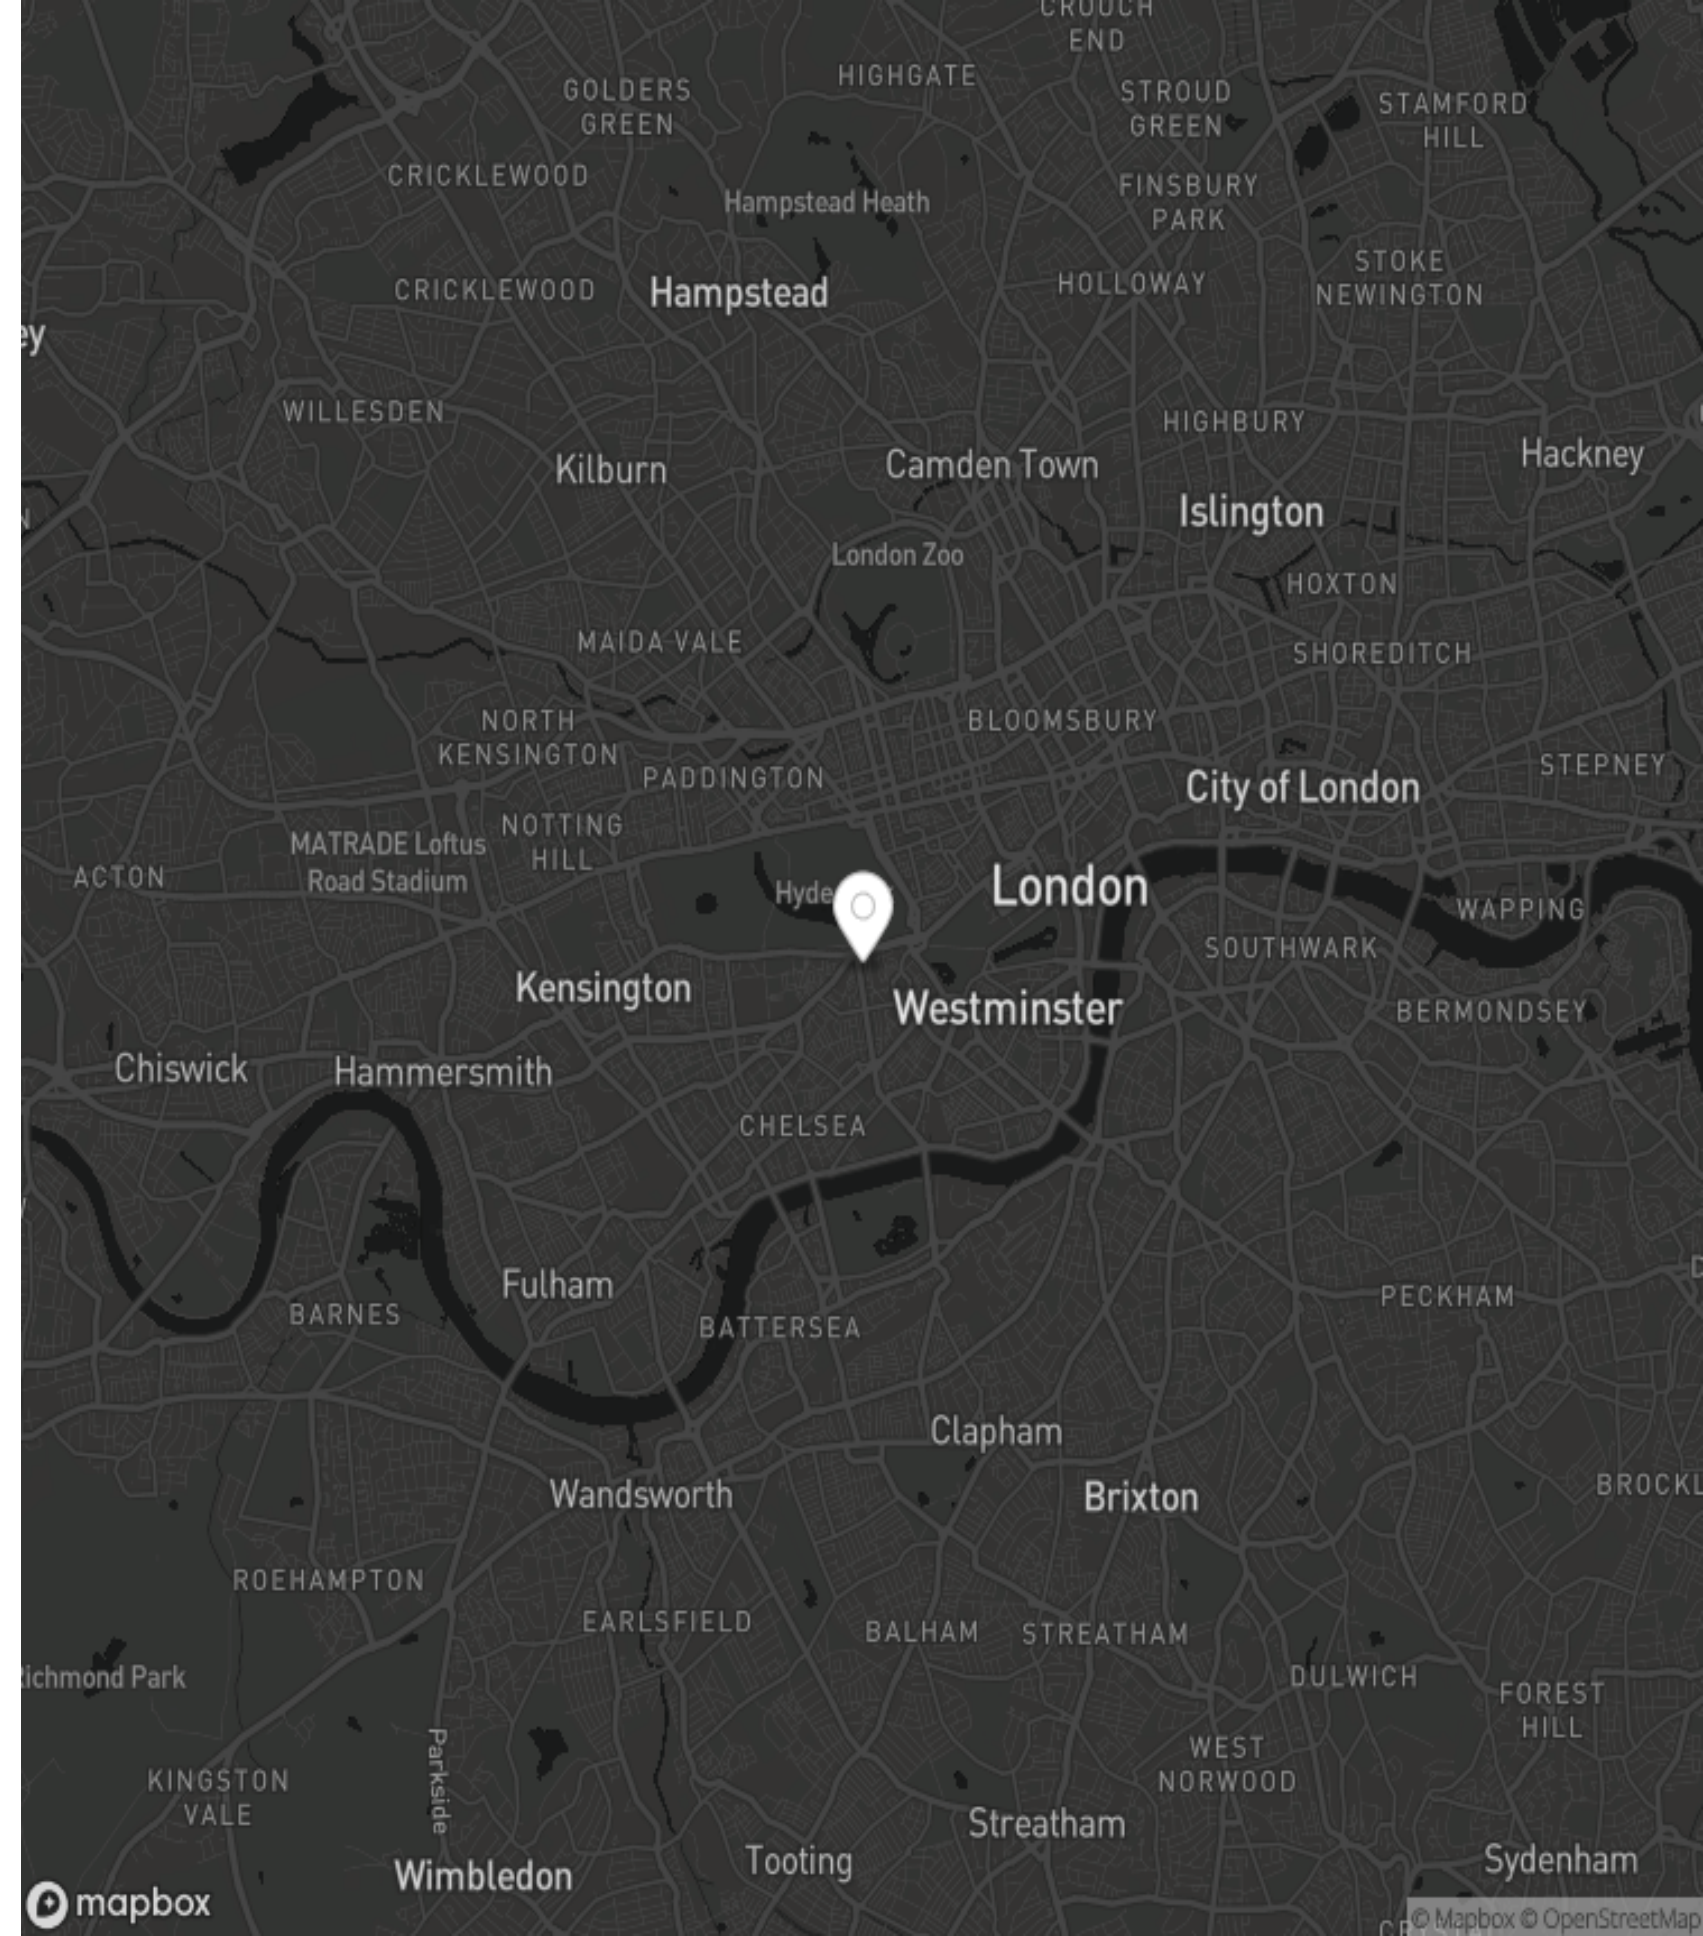 CROUCH
END
HIGHGATE
GOLDERS
GREEN
STROUD
GREEN
STAMFORD
HILL
CRICKLEWOOD
FINSBURY
PARK
Hampstead Heath
STOKE
NEWINGTON
HOLLOWAY
CRICKLEWOOD
Hampstead
ey
WILLESDEN
HIGHBURY
Kilburn
Camden Town
Hackney
Islington
N
London Zoo
HOXTON
MAIDA VALE
SHOREDITCH
NORTH
KENSINGTON
BLOOMSBURY
PADDINGTON
STEPNEY
City of London
NOTTING
HILL
MATRADE Loftus
Road Stadium
ACTON
Hyde
London
WAPPING
SOUTHWARK
Kensington
Westminster
BERMONDSEY
Chiswick
Hammersmith
CHELSEA
Fulham
BARNES
BATTERSEA
PECKHAM
D
Clapham
Wandsworth
Brixton
BROCKL
ROEHAMPTON
EARLSFIELD
BALHAM
STREATHAM
Richmond Park
DULWICH
FOREST
HILL
Parkside
WEST
NORWOOD
KINGSTON
VALE
Streatham
Tooting
Sydenham
Wimbledon
mapbox
© Mapbox © OpenStreetMap